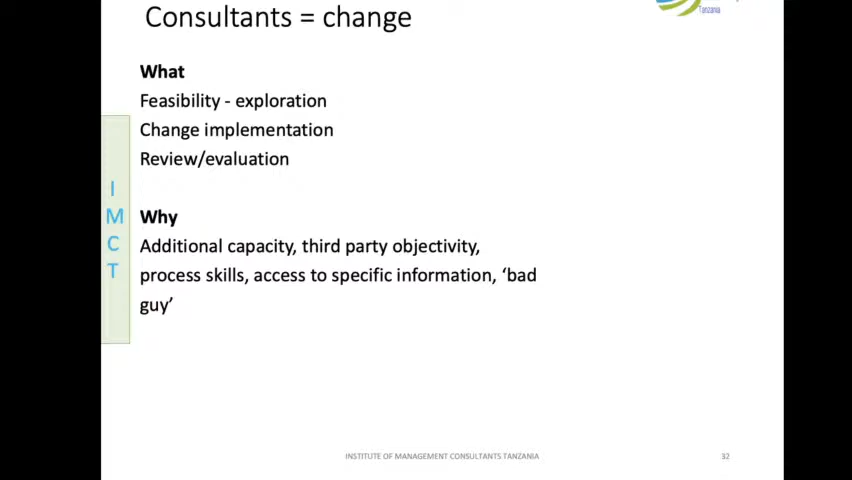 Consultants = change
Tanzania
What
Feasibility - exploration
Change implementation
Review/evaluation
I
M
C
T
Why
Additional capacity, third party objectivity,
process skills, access to specific information, ‘bad
guy’
INSTITUTE OF MANAGEMENT CONSULTANTS TANZANIA
32